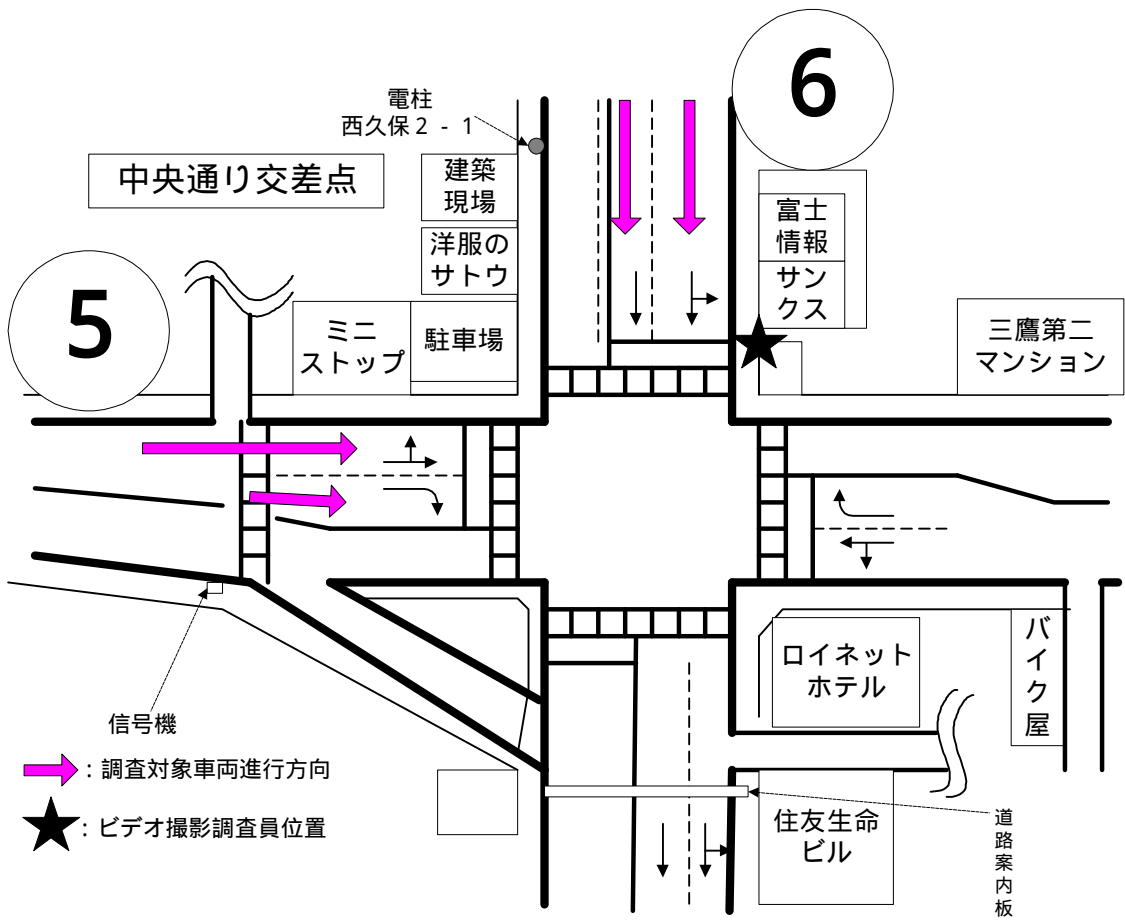 6
電柱
西久保2-1
中央通り交差点
建築
現場
富士
情報
洋服の
サトウ
サン
クス
5
ミニ
ストップ
駐車場
三鷹第二
マンション
ロイネット
ホテル
バイク屋
信号機
:調査対象車両進行方向
:ビデオ撮影調査員位置
住友生命
ビル
道路案内板